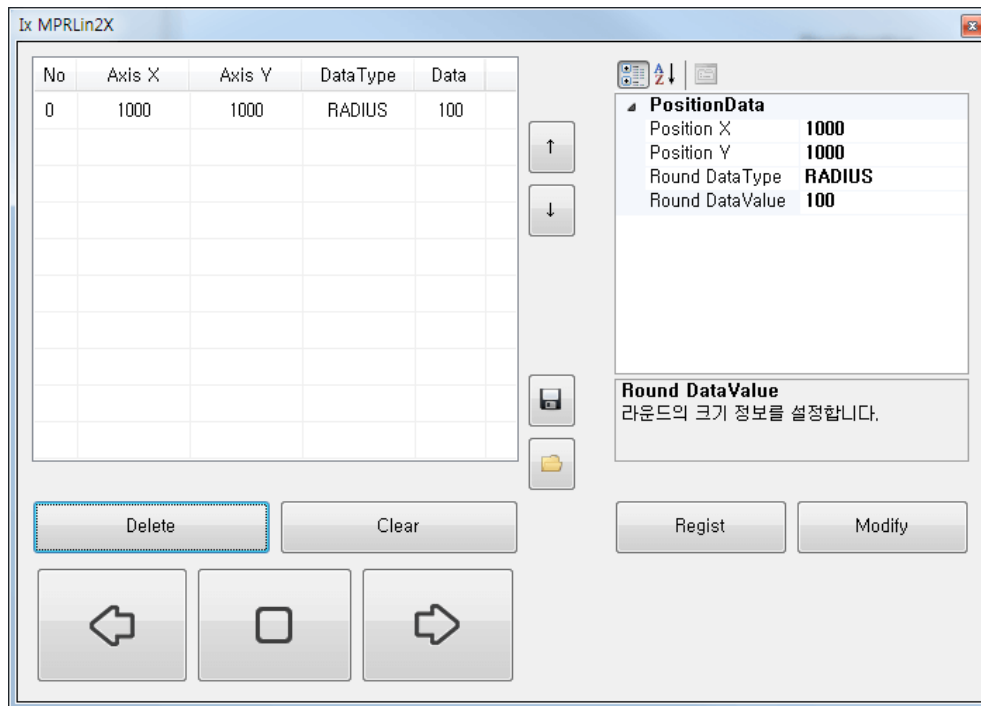 Ix MPRLin2X
No Axis X Axis Y DataType Data
0 1000 1000 RADIUS 100
↑
↓
A
Z↓
PositionData
Position X 1000
Position Y 1000
Round DataType RADIUS
Round DataValue 100
Round DataValue
라운드의 크기 정보를 설정합니다.
Delete Clear Regist Modify